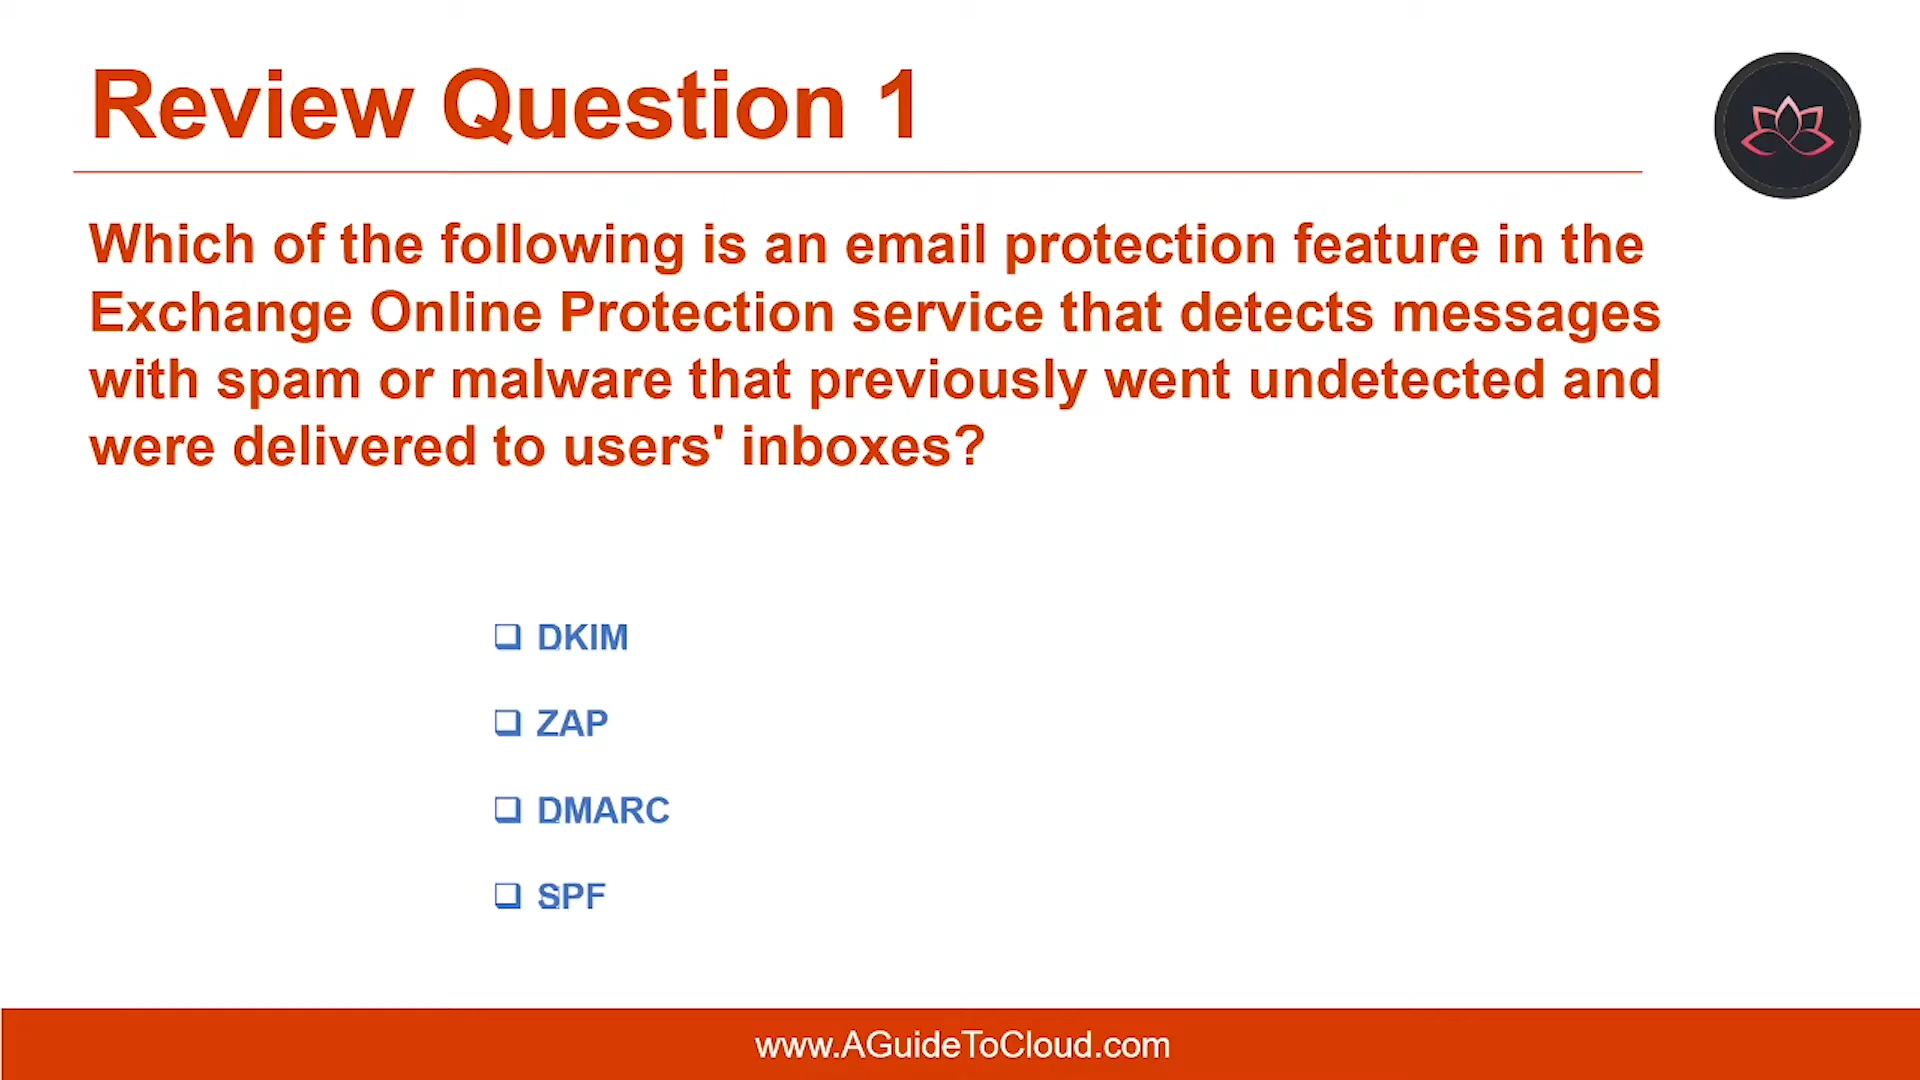 Review Question 1
Which of the following is an email protection feature in the
Exchange Online Protection service that detects messages
with spam or malware that previously went undetected and
were delivered to users' inboxes?
DKIM
ZAP
DMARC
SPF
www.AGuideToCloud.com